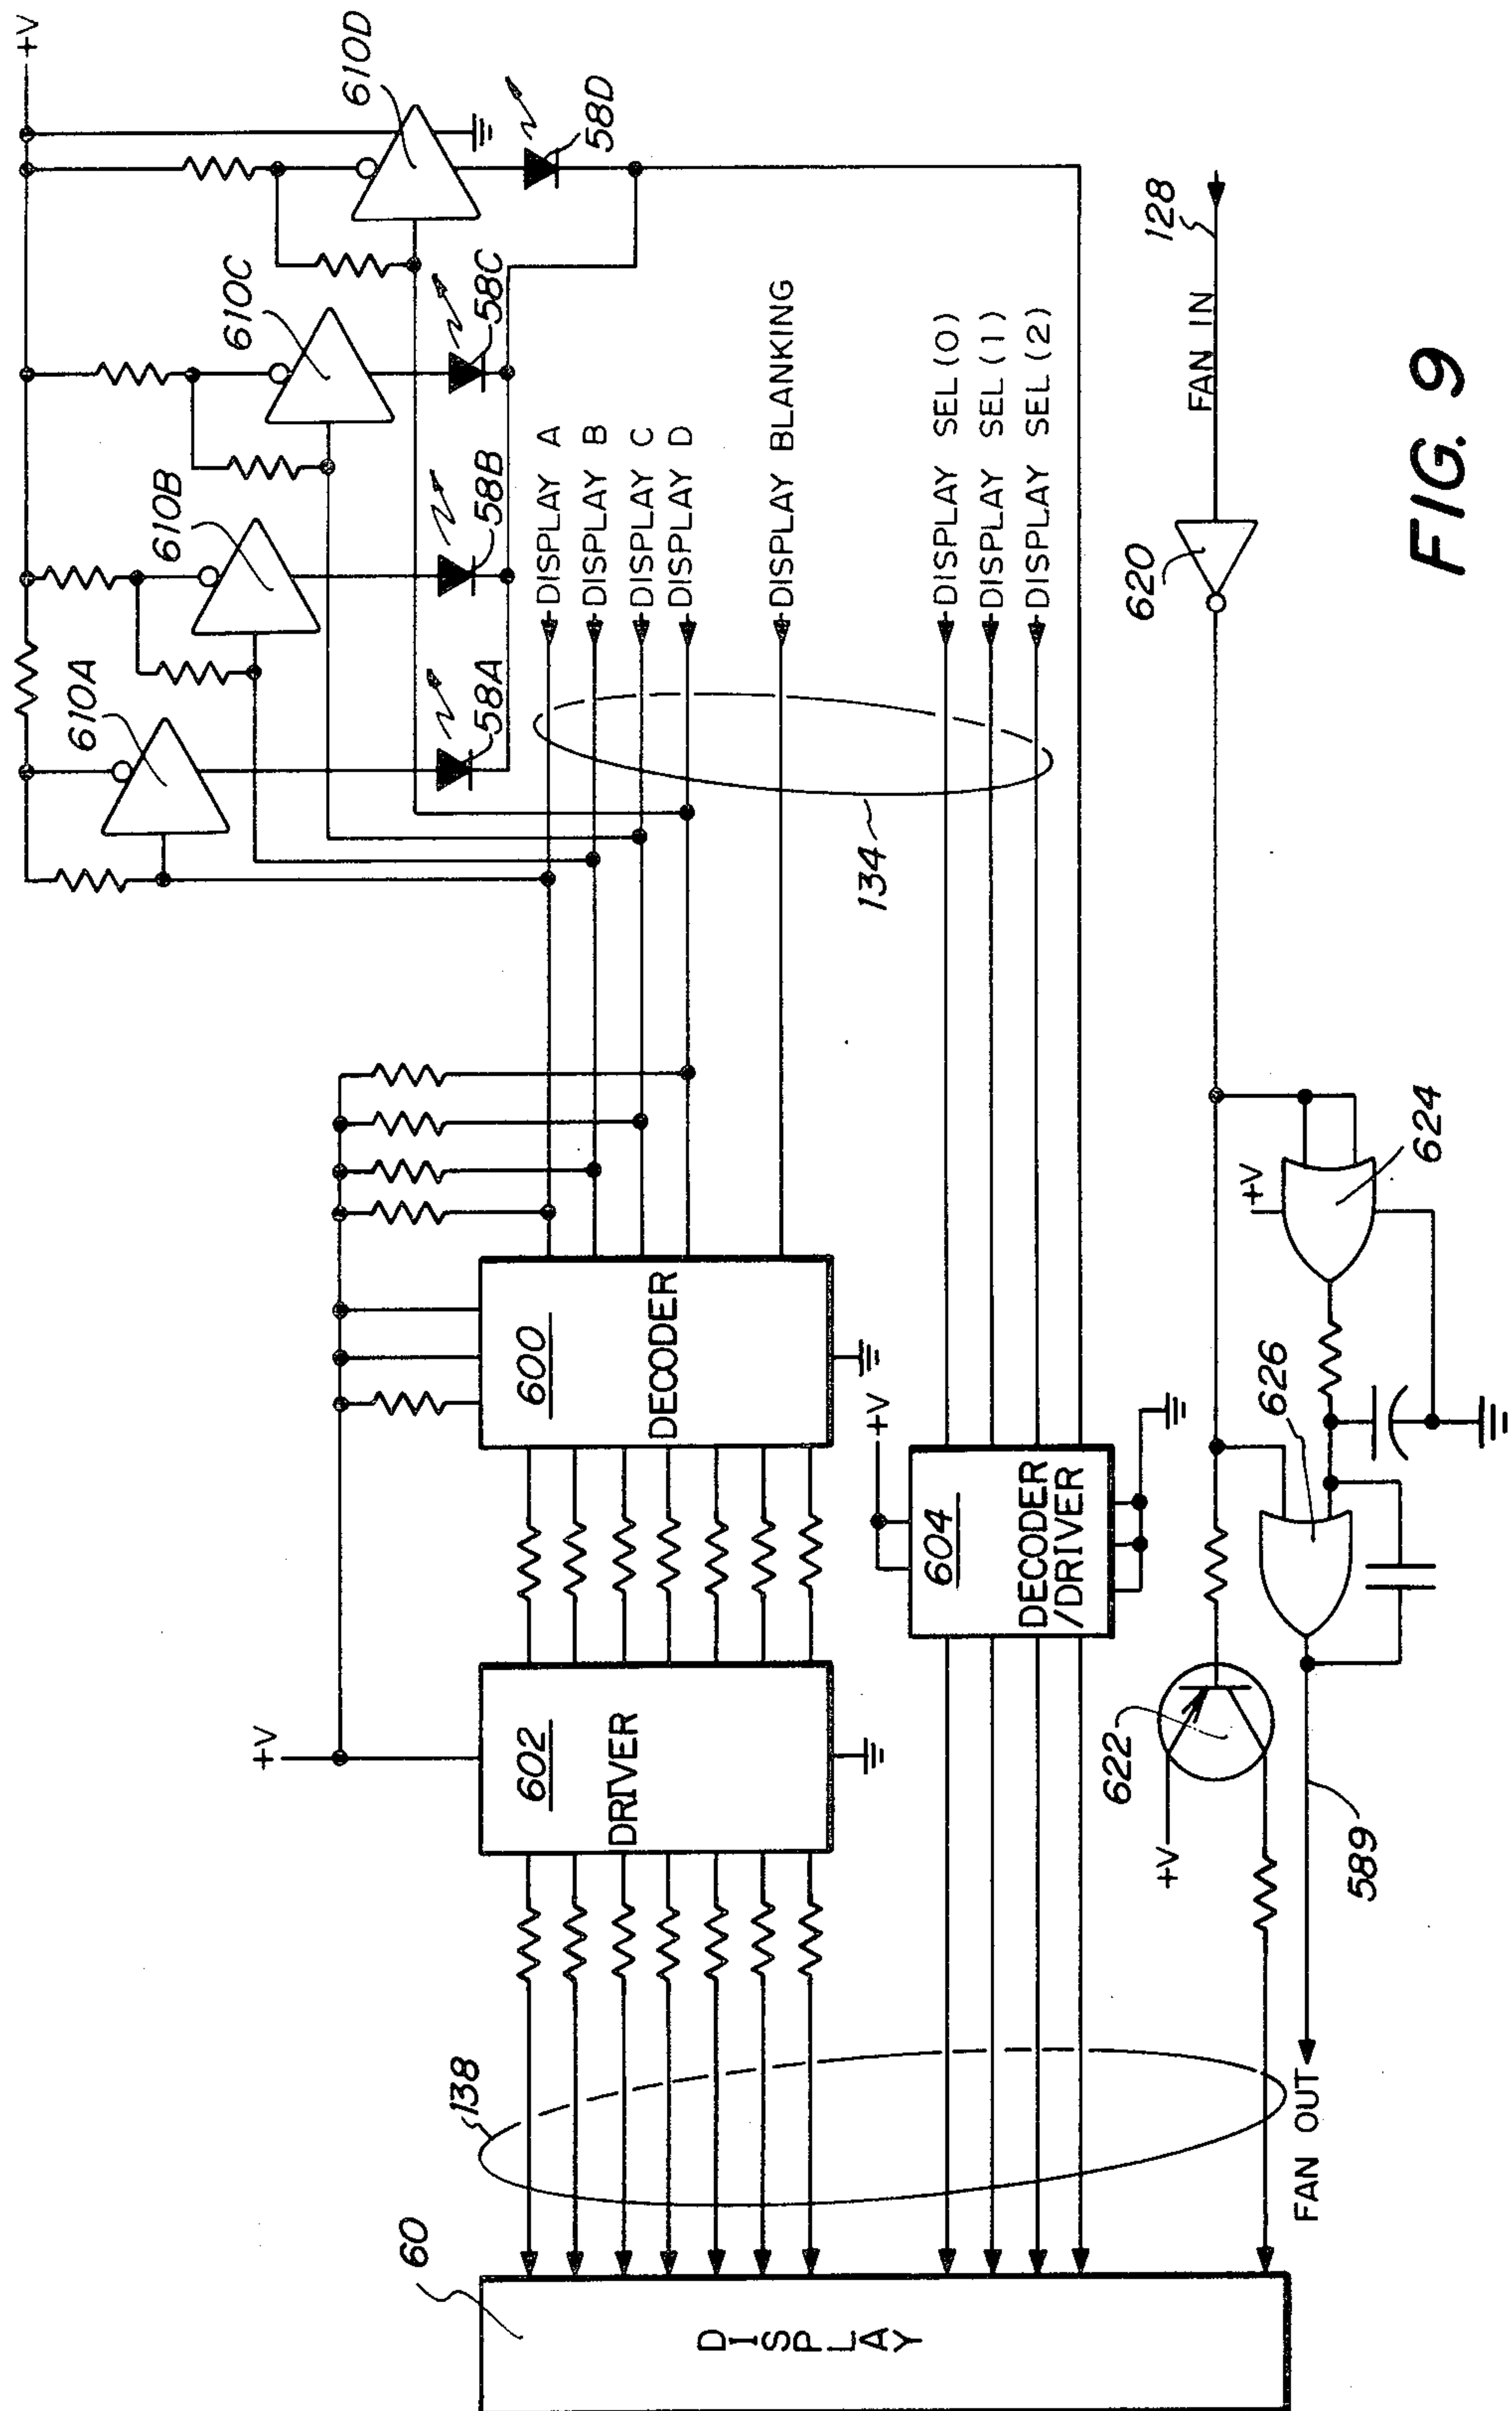 +V
610A
610B
610C
610D
58A
58B
58C
58D
DISPLAY A
DISPLAY B
DISPLAY C
DISPLAY D
DISPLAY BLANKING
DISPLAY SEL (0)
DISPLAY SEL (1)
DISPLAY SEL (2)
134
+V
602
DRIVER
600
DECODER
+V
604
DECODER
/DRIVER
138
60
DISPLAY
128
FAN IN
620
622
+V
626
+V
624
589
FAN OUT
FIG. 9